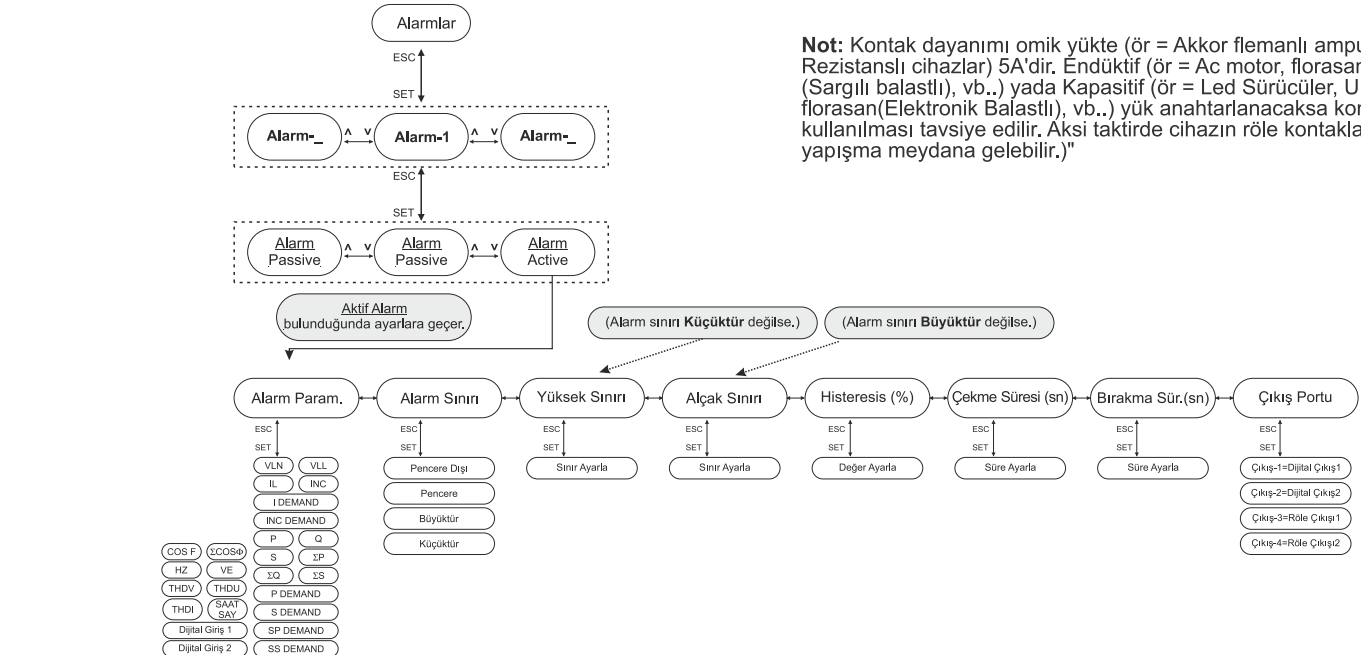 Alarmlar
Not: Kontak dayanımı omik yükte (ör = Akkor flemanlı ampu
Rezistanslı cihazlar) 5A'dir. Endüktif (ör = Ac motor, florasan
(Sargılı balastlı), vb..) yada Kapasitif (ör = Led Sürücüler, U
florasan(Elektronik Balastlı), vb..) yük anahtarlanacaksa kon
kullanılması tavsiye edilir. Aksi taktirde cihazın röle kontakla
yapışma meydana gelebilir.)"
ESC
SET
Alarm-_ ʌ v Alarm-1 ʌ v Alarm-_
ESC
SET
Alarm Passive ʌ v Alarm Passive ʌ v Alarm Active
Aktif Alarm
bulunduğunda ayarlara geçer.
(Alarm sınırı Küçüktür değilse.) (Alarm sınırı Büyüktür değilse.)
Alarm Param. Alarm Sınırı Yüksek Sınırı Alçak Sınırı Histeresis (%) Çekme Süresi (sn) Bırakma Sür.(sn) Çıkış Portu
ESC ESC ESC ESC ESC ESC ESC ESC
SET SET SET SET SET SET SET SET
VLN VLL Pencere Dışı Sınır Ayarla Sınır Ayarla Değer Ayarla Süre Ayarla Süre Ayarla Çıkış-1=Dijital Çıkış1
IL INC
Pencere Çıkış-2=Dijital Çıkış2
I DEMAND
INC DEMAND Büyüktür Çıkış-3=Röle Çıkışı1
P Q
Küçüktür Çıkış-4=Röle Çıkışı2
COS F ΣCOSΦ S ΣP
HZ VE ΣQ ΣS
THDV THDU P DEMAND
THDI SAAT SAY S DEMAND
Dijital Giriş 1 SP DEMAND
Dijital Giriş 2 SS DEMAND